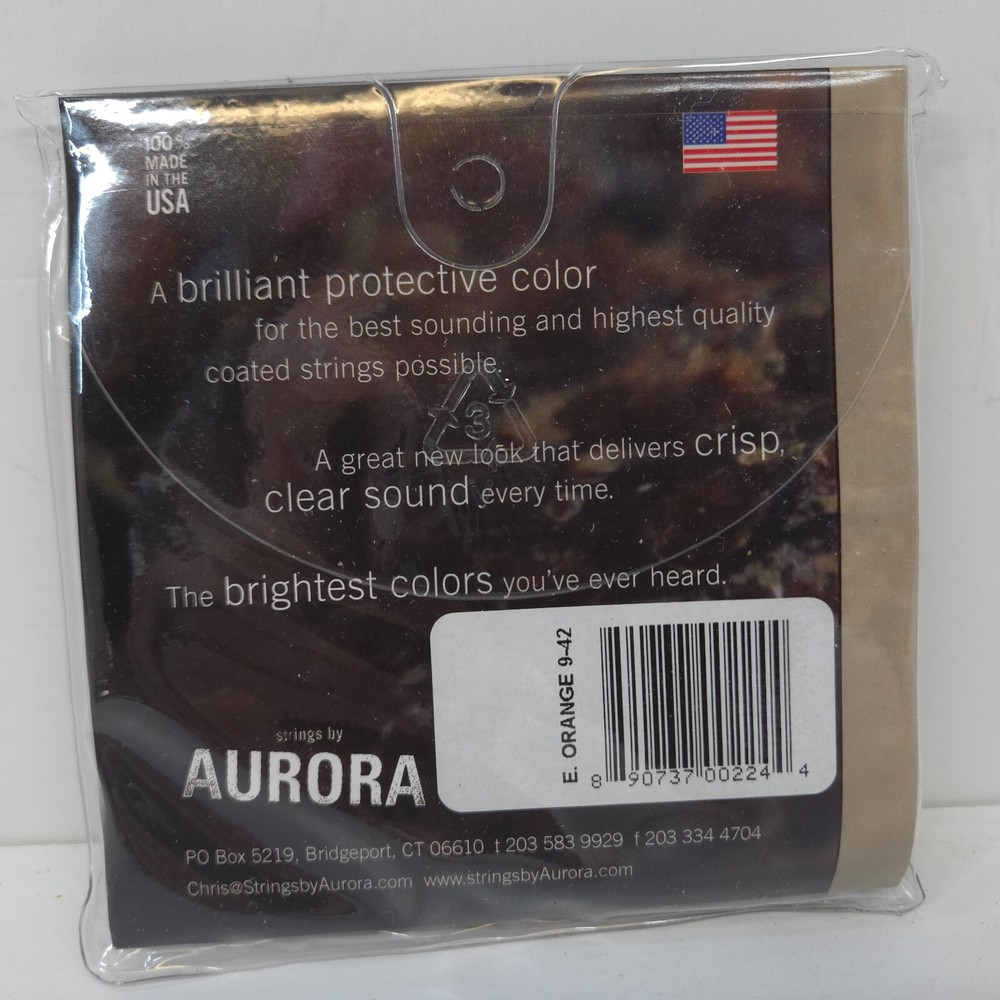 100%
MADE
IN THE
USA
A brilliant protective color
for the best sounding and highest quality
coated strings possible.
3
A great new look that delivers crisp,
clear sound every time.
The brightest colors you've ever heard.
E. ORANGE 9-42
8 90737 00224 4
strings by
AURORA
PO Box 5219, Bridgeport, CT 06610 t 203 583 9929 f 203 334 4704
Chris@StringsbyAurora.com www.stringsbyAurora.com